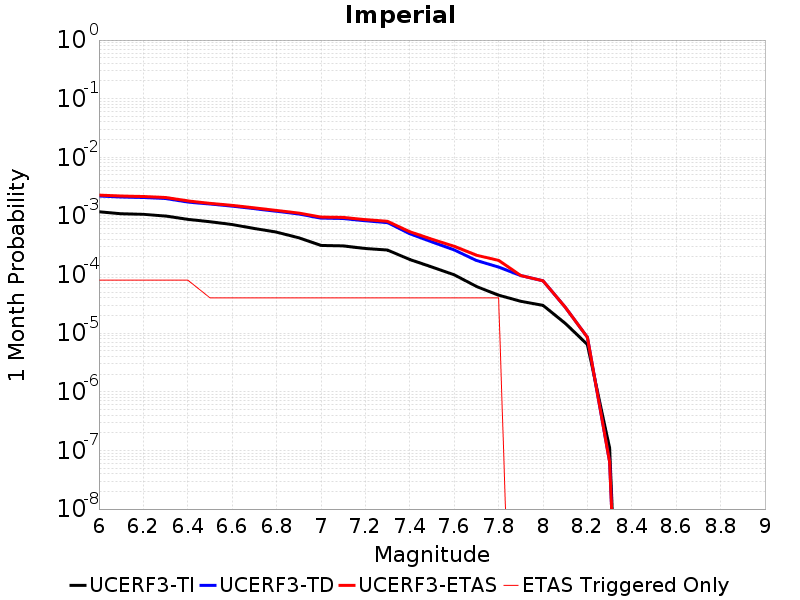 Imperial
1 Month Probability
10^0
10^-1
10^-2
10^-3
10^-4
10^-5
10^-6
10^-7
10^-8
6 6.2 6.4 6.6 6.8 7 7.2 7.4 7.6 7.8 8 8.2 8.4 8.6 8.8 9
Magnitude
UCERF3-TI UCERF3-TD UCERF3-ETAS ETAS Triggered Only